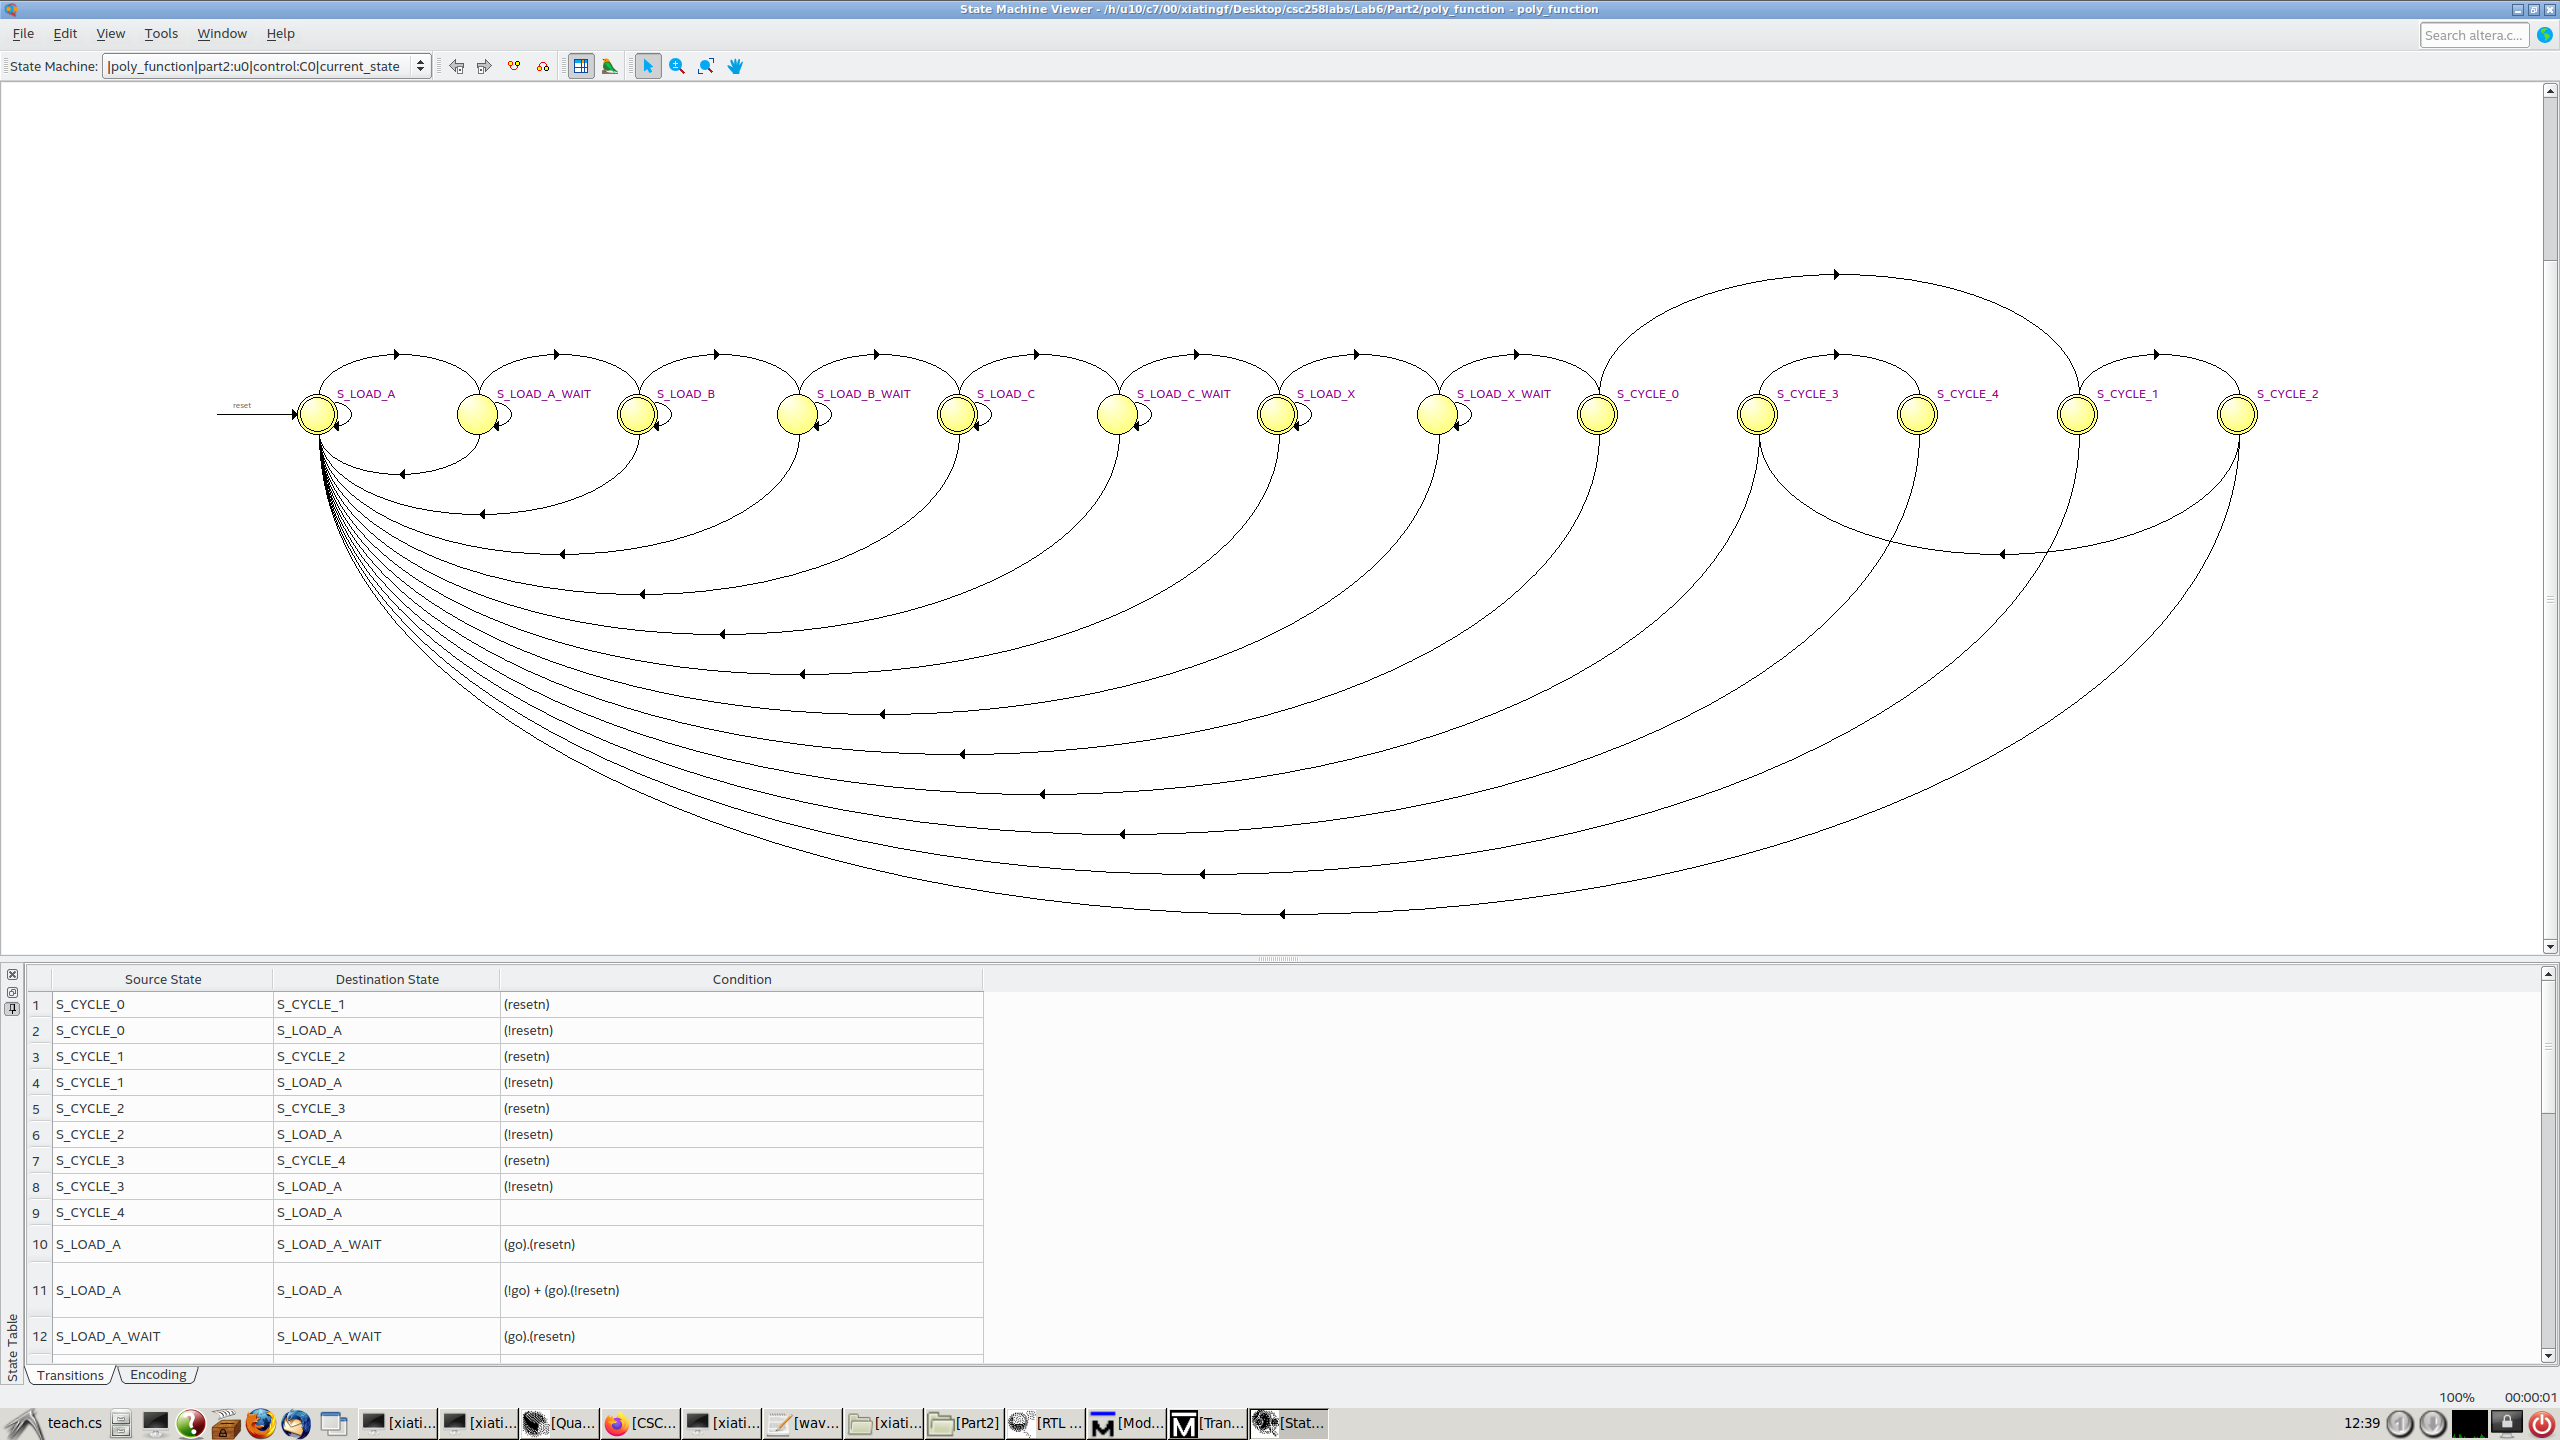 State Machine Viewer - /h/u10/c7/00/xiatingf/Desktop/csc258labs/Lab6/Part2/poly_function - poly_function
File Edit View Tools Window Help
Search altera.c...
State Machine: |poly_function|part2:u0|control:C0|current_state
reset
S_LOAD_A S_LOAD_A_WAIT S_LOAD_B S_LOAD_B_WAIT S_LOAD_C S_LOAD_C_WAIT S_LOAD_X S_LOAD_X_WAIT S_CYCLE_0 S_CYCLE_3 S_CYCLE_4 S_CYCLE_1 S_CYCLE_2
Source State Destination State Condition
1 S_CYCLE_0 S_CYCLE_1 (resetn)
2 S_CYCLE_0 S_LOAD_A (!resetn)
3 S_CYCLE_1 S_CYCLE_2 (resetn)
4 S_CYCLE_1 S_LOAD_A (!resetn)
5 S_CYCLE_2 S_CYCLE_3 (resetn)
6 S_CYCLE_2 S_LOAD_A (!resetn)
7 S_CYCLE_3 S_CYCLE_4 (resetn)
8 S_CYCLE_3 S_LOAD_A (!resetn)
9 S_CYCLE_4 S_LOAD_A
10 S_LOAD_A S_LOAD_A_WAIT (go).(resetn)
11 S_LOAD_A S_LOAD_A (!go) + (go).(!resetn)
12 S_LOAD_A_WAIT S_LOAD_A_WAIT (go).(resetn)
State Table
Transitions Encoding
100% 00:00:01
teach.cs [xiati... [xiati... [Qua... [CSC... [xiati... [wav... [xiati... [Part2] [RTL ... [Mod... [Tran... [Stat... 12:39